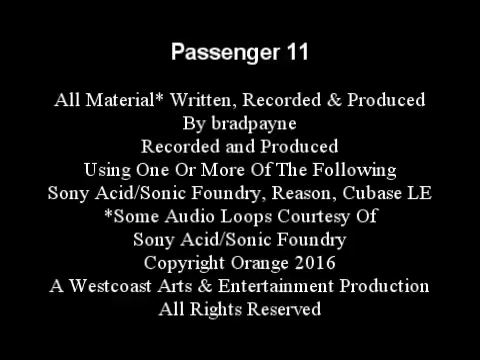 Passenger 11
All Material* Written, Recorded & Produced
By bradpayne
Recorded and Produced
Using One Or More Of The Following
Sony Acid/Sonic Foundry, Reason, Cubase LE
*Some Audio Loops Courtesy Of
Sony Acid/Sonic Foundry
Copyright Orange 2016
A Westcoast Arts & Entertainment Production
All Rights Reserved